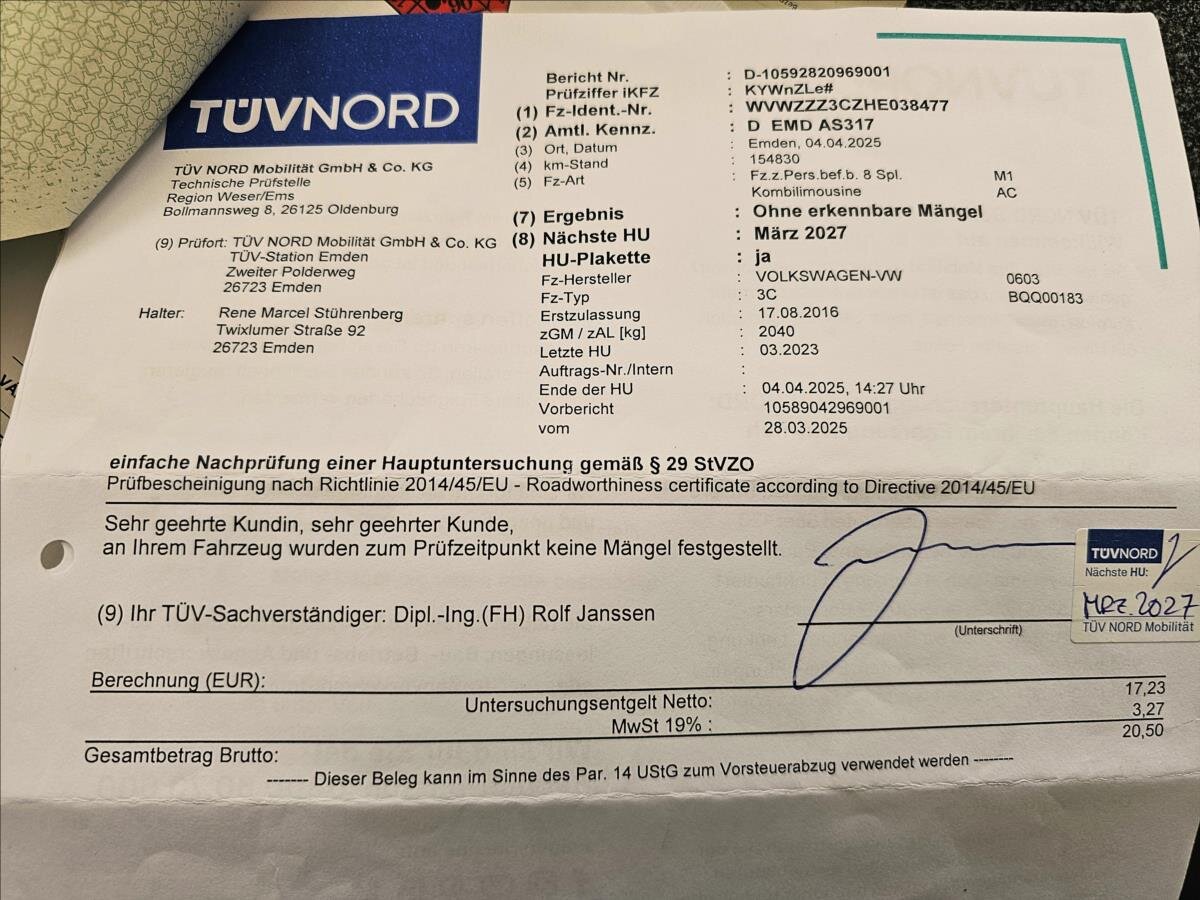 TÜVNORD
TÜV NORD Mobilität GmbH & Co. KG
Technische Prüfstelle
Region Weser/Ems
Bollmannsweg 8, 26125 Oldenburg
(9) Prüfort: TÜV NORD Mobilität GmbH & Co. KG
TÜV-Station Emden
Zweiter Polderweg
26723 Emden
Halter: Rene Marcel Stührenberg
Twixlumer Straße 92
26723 Emden
Bericht Nr. : D-10592820969001
Prüfziffer iKFZ : KYWnZLe#
(1) Fz-Ident.-Nr. : WVWZZZ3CZHE038477
(2) Amtl. Kennz. : D EMD AS317
(3) Ort, Datum : Emden, 04.04.2025
(4) km-Stand : 154830
(5) Fz-Art : Fz.z.Pers.bef.b. 8 Spl. M1
Kombilimousine AC
(7) Ergebnis : Ohne erkennbare Mängel
(8) Nächste HU : März 2027
HU-Plakette : ja
Fz-Hersteller : VOLKSWAGEN-VW 0603
Fz-Typ : 3C BQQ00183
Erstzulassung : 17.08.2016
zGM / zAL [kg] : 2040
Letzte HU : 03.2023
Auftrags-Nr./Intern :
Ende der HU : 04.04.2025, 14:27 Uhr
Vorbericht : 10589042969001
vom : 28.03.2025
einfache Nachprüfung einer Hauptuntersuchung gemäß § 29 StVZO
Prüfbescheinigung nach Richtlinie 2014/45/EU - Roadworthiness certificate according to Directive 2014/45/EU
Sehr geehrte Kundin, sehr geehrter Kunde,
an Ihrem Fahrzeug wurden zum Prüfzeitpunkt keine Mängel festgestellt.
(9) Ihr TÜV-Sachverständiger: Dipl.-Ing.(FH) Rolf Janssen
(Unterschrift)
TÜVNORD
Nächste HU:
MRZ. 2027
TÜV NORD Mobilität
Berechnung (EUR):
Untersuchungsentgelt Netto: 17,23
MwSt 19% : 3,27
Gesamtbetrag Brutto: 20,50
------- Dieser Beleg kann im Sinne des Par. 14 UStG zum Vorsteuerabzug verwendet werden -------